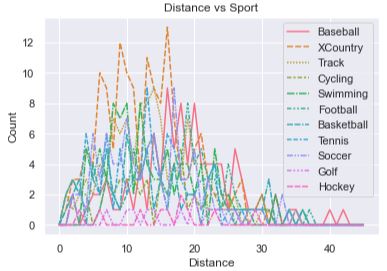 Distance vs Sport
Baseball
XCountry
Track
Cycling
Swimming
Football
Basketball
Tennis
Soccer
Golf
Hockey
12
10
8
6
4
2
0
Count
0 10 20 30 40
Distance